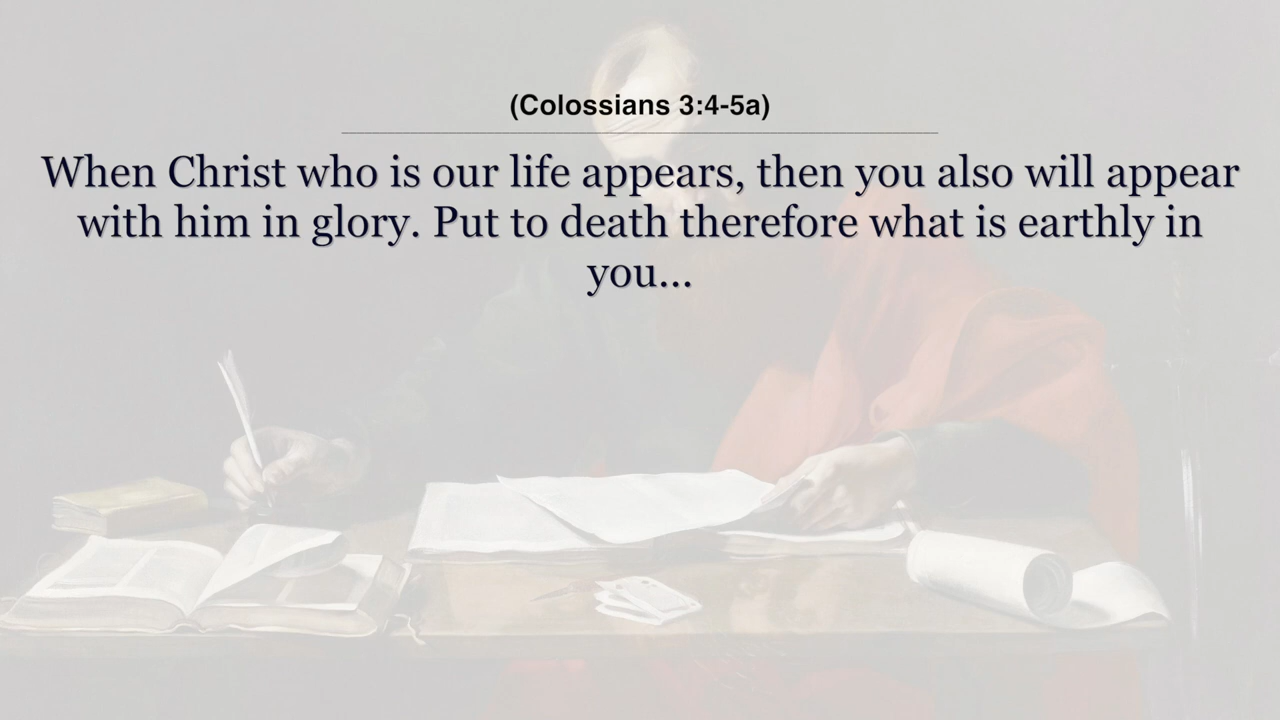 (Colossians 3:4-5a)
When Christ who is our life appears, then you also will appear
with him in glory. Put to death therefore what is earthly in
you...